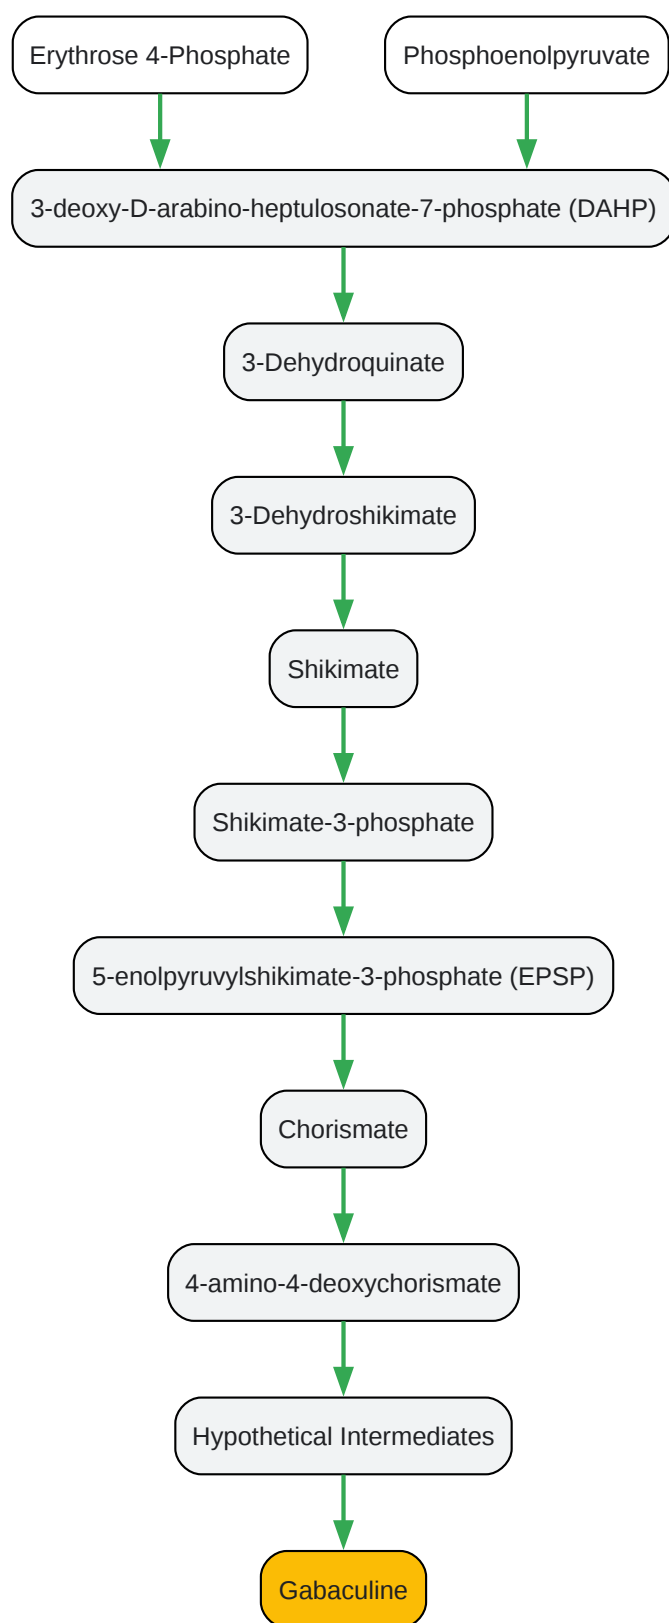 Erythrose 4-Phosphate
Phosphoenolpyruvate
3-deoxy-D-arabino-heptulosonate-7-phosphate (DAHP)
3-Dehydroquinate
3-Dehydroshikimate
Shikimate
Shikimate-3-phosphate
5-enolpyruvylshikimate-3-phosphate (EPSP)
Chorismate
4-amino-4-deoxychorismate
Hypothetical Intermediates
Gabaculine